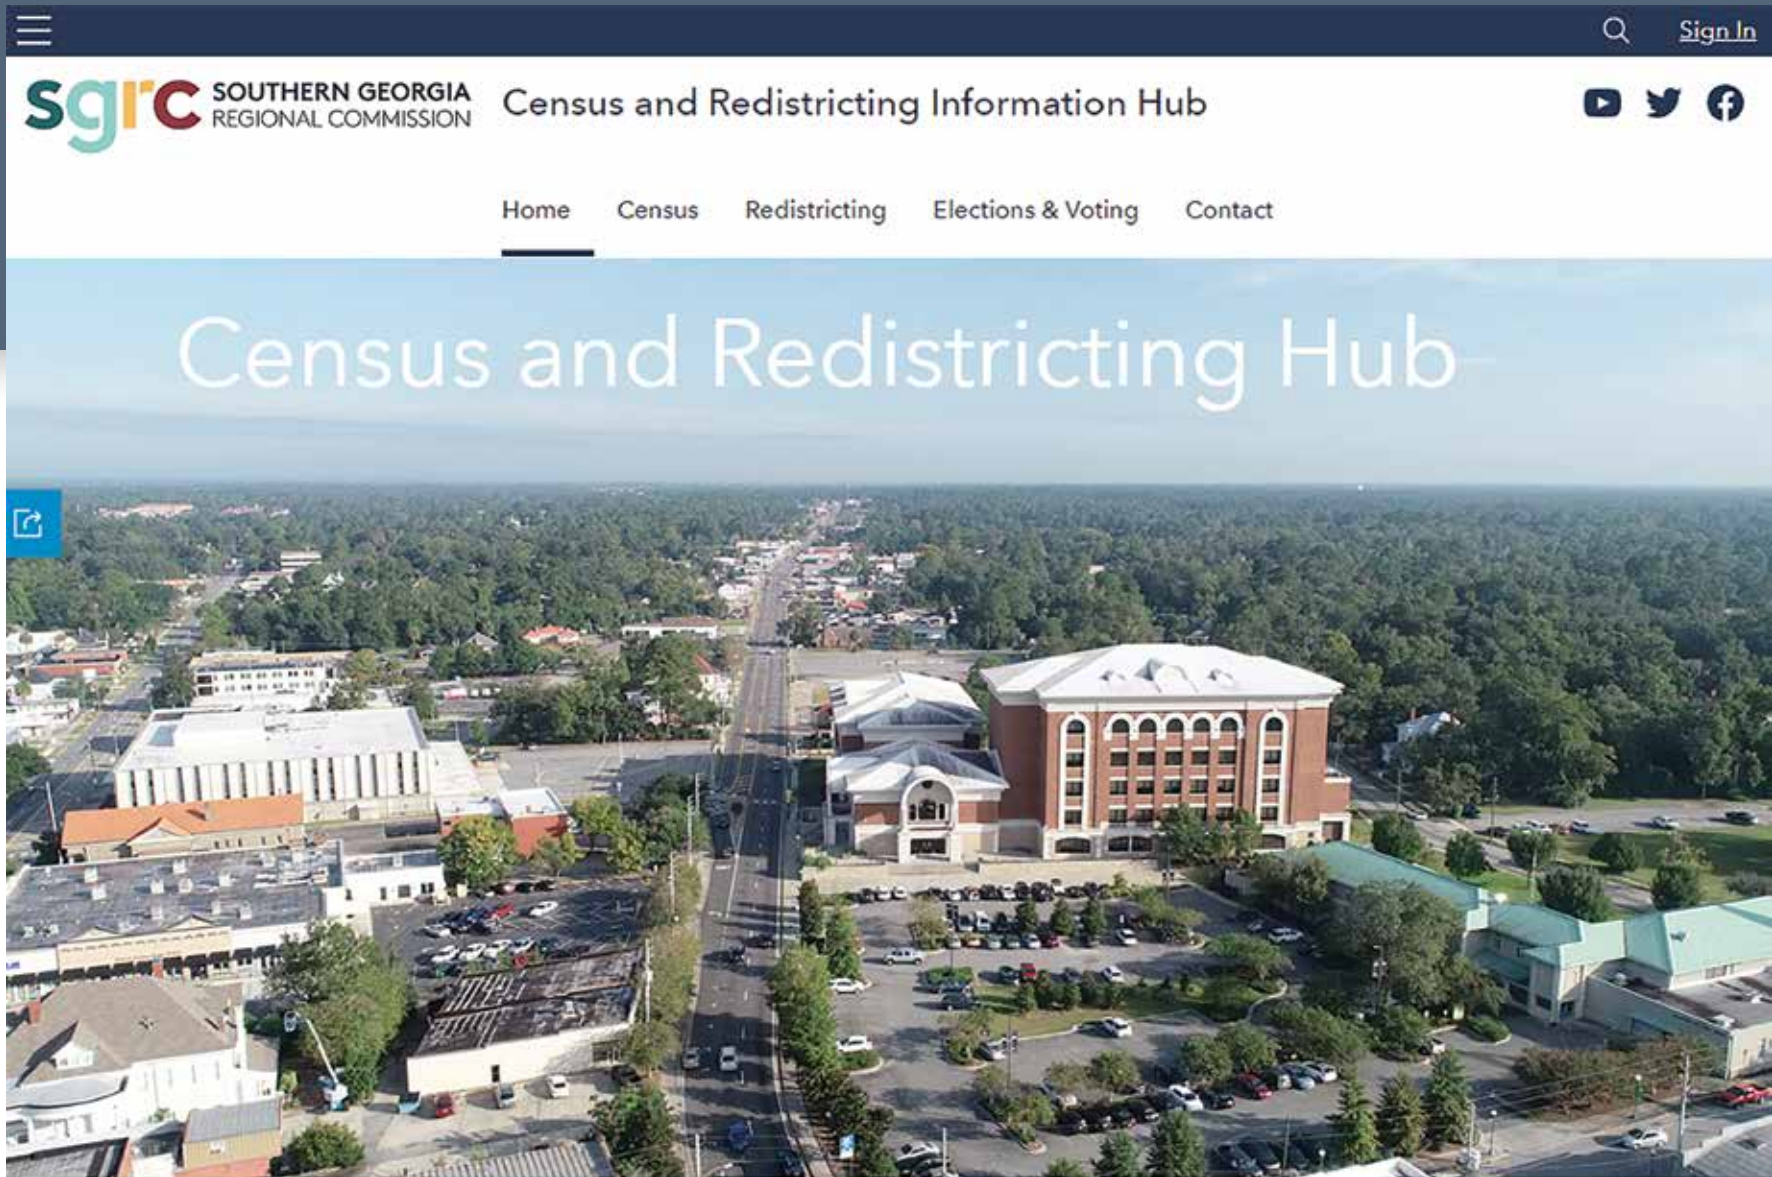 Sign In
sgrc SOUTHERN GEORGIA
REGIONAL COMMISSION
Census and Redistricting Information Hub
Home Census Redistricting Elections & Voting Contact
Census and Redistricting Hub